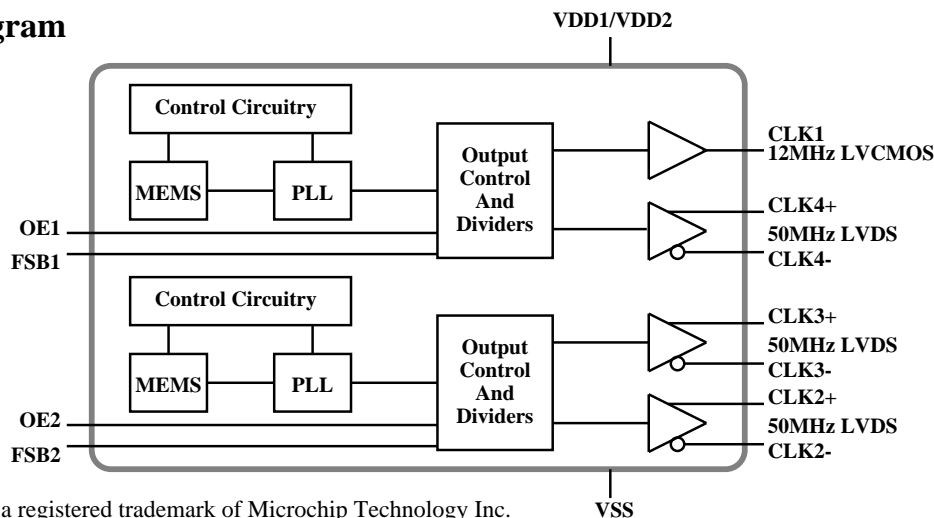 gram
VDD1/VDD2
Control Circuitry
MEMS
PLL
Output
Control
And
Dividers
CLK1
12MHz LVCMOS
CLK4+
50MHz LVDS
CLK4-
OE1
FSB1
Control Circuitry
MEMS
PLL
Output
Control
And
Dividers
CLK3+
50MHz LVDS
CLK3-
CLK2+
50MHz LVDS
CLK2-
OE2
FSB2
VSS
a registered trademark of Microchip Technology Inc.